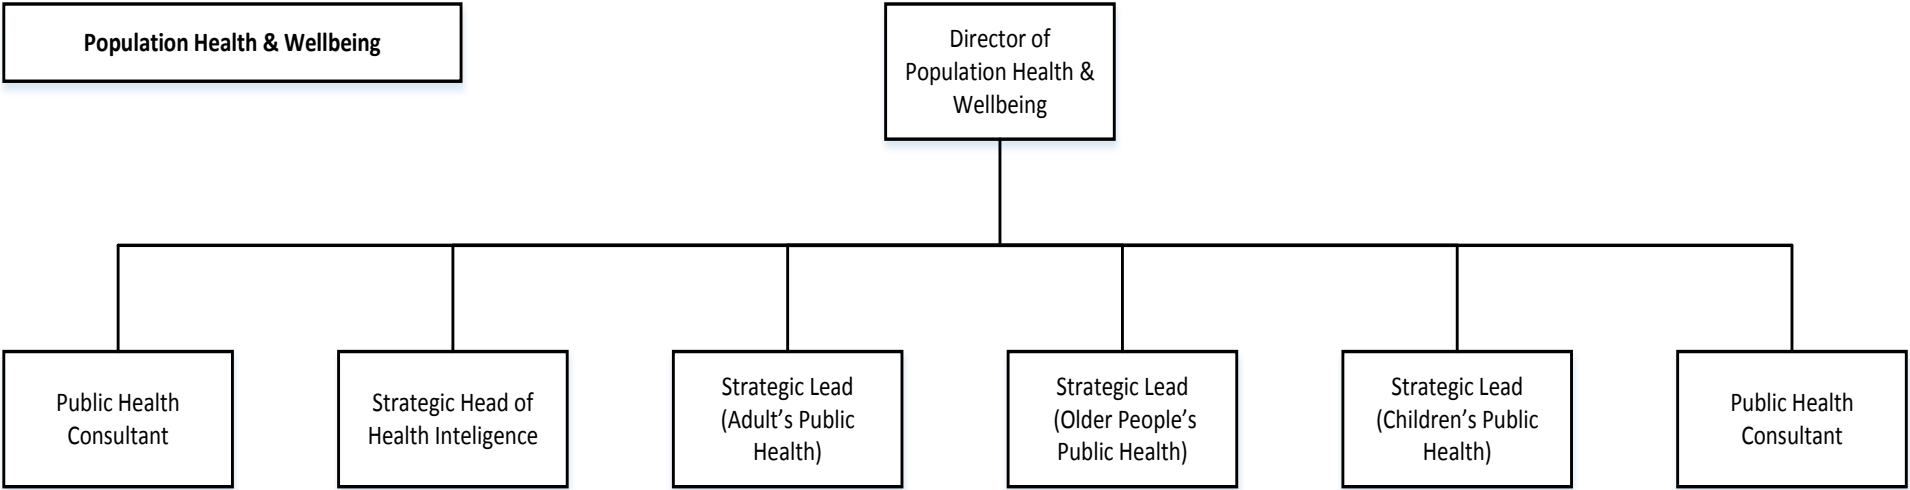 Population Health & Wellbeing
Director of
Population Health &
Wellbeing
Public Health
Consultant
Strategic Head of
Health Inteligence
Strategic Lead
(Adult’s Public
Health)
Strategic Lead
(Older People’s
Public Health)
Strategic Lead
(Children’s Public
Health)
Public Health
Consultant